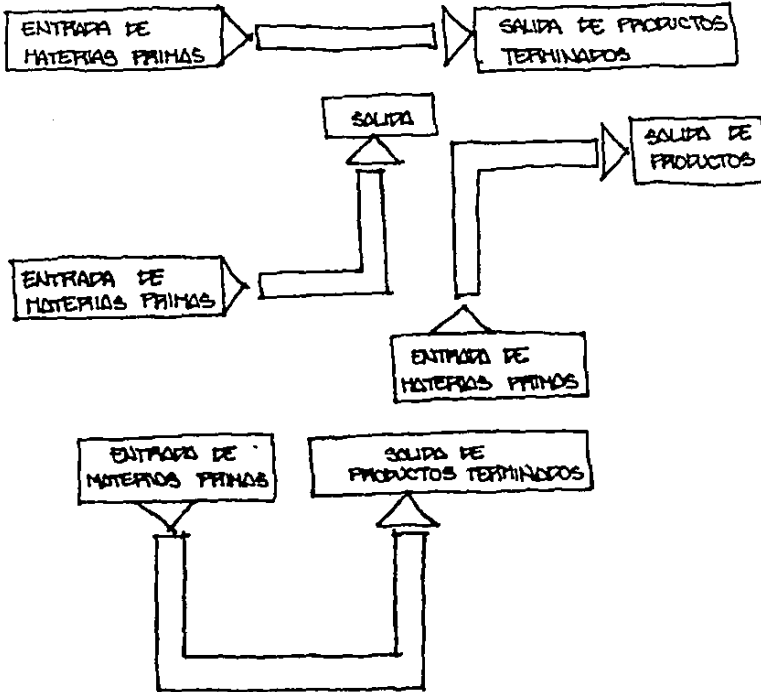 ENTRADA DE
MATERIAS PRIMAS
SALIDA DE PRODUCTOS
TERMINADOS
SALIDA
SALIDA DE
PRODUCTOS
ENTRADA DE
MATERIAS PRIMAS
ENTRADA DE
MATERIAS PRIMAS
ENTRADA DE
MATERIAS PRIMAS
SALIDA DE
PRODUCTOS TERMINADOS